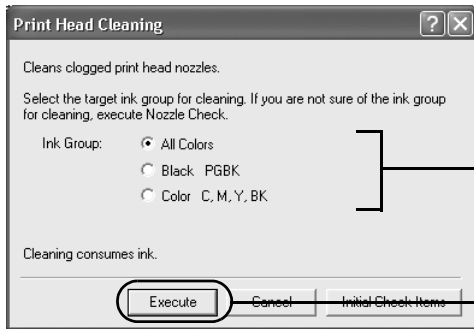 Print Head Cleaning
Cleans clogged print head nozzles.
Select the target ink group for cleaning. If you are not sure of the ink group
for cleaning, execute Nozzle Check.
Ink Group: All Colors
Black PGBK
Color C, M, Y, BK
Cleaning consumes ink.
Execute Cancel Initial Check Items